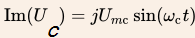 Im(U_C) = jU_mc sin(ω_c t)